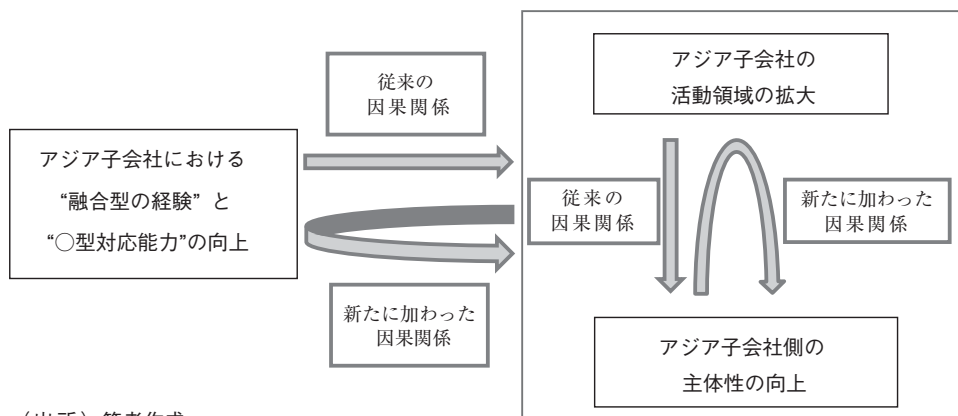 アジア子会社の
活動領域の拡大
従来の
因果関係
アジア子会社における
“融合型の経験” と
“○型対応能力”の向上
従来の
因果関係
新たに加わった
因果関係
新たに加わった
因果関係
アジア子会社側の
主体性の向上
（出所）筆者作成